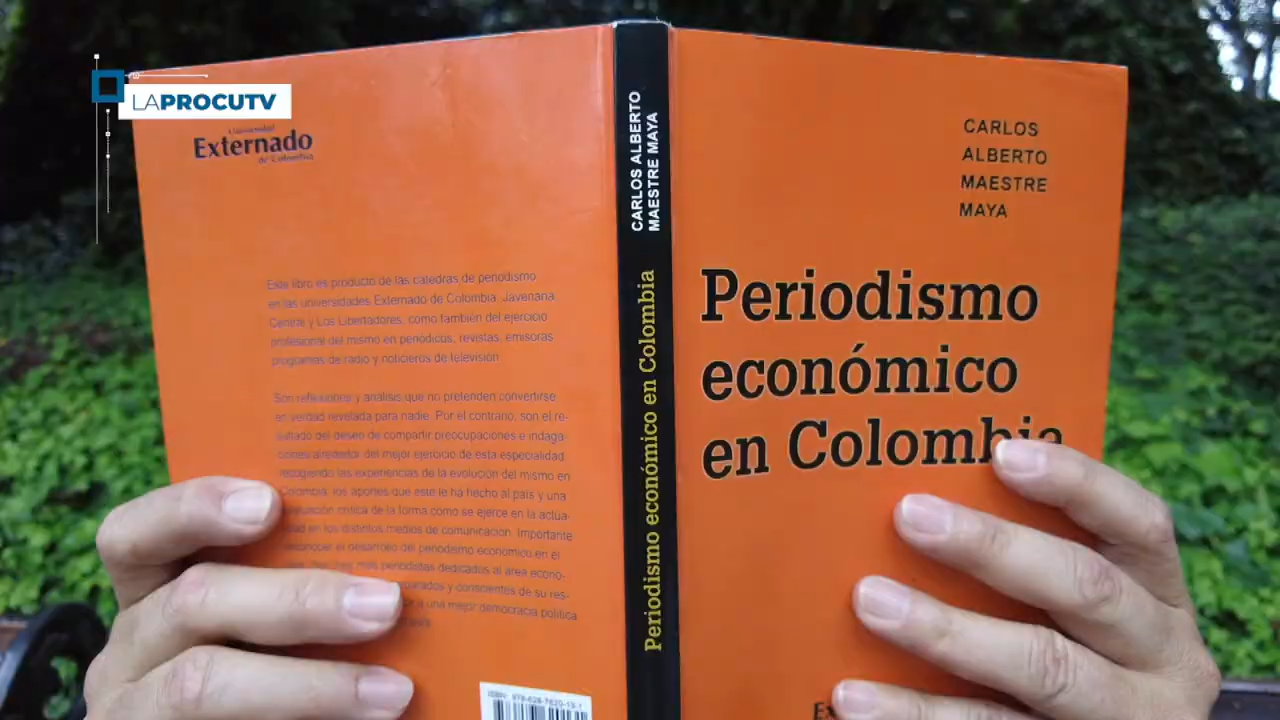 LAPROCUTV
Universidad
Externado
de Colombia
Este libro es producto de las cátedras de periodismo
en las universidades Externado de Colombia, Javeriana,
Central y Los Libertadores, como también del ejercicio
profesional del mismo en periódicos, revistas, emisoras
programas de radio y noticieros de televisión.
Son reflexiones y análisis que no pretenden convertirse
en verdad revelada para nadie. Por el contrario, son el re-
sultado del deseo de compartir preocupaciones e indaga-
ciones alrededor del mejor ejercicio de esta especialidad
recogiendo las experiencias de la evolución del mismo en
Colombia, los aportes que este le ha hecho al país y una
crítica de la forma como se ejerce en la actua-
en los distintos medios de comunicación. Importante
el desarrollo del periodismo económico en el
más periodistas dedicados al área econó-
y conscientes de su res-
a una mejor democracia política
CARLOS ALBERTO
MAESTRE MAYA
Periodismo económico en Colombia
CARLOS
ALBERTO
MAESTRE
MAYA
Periodismo
económico
en Colombia
Ex